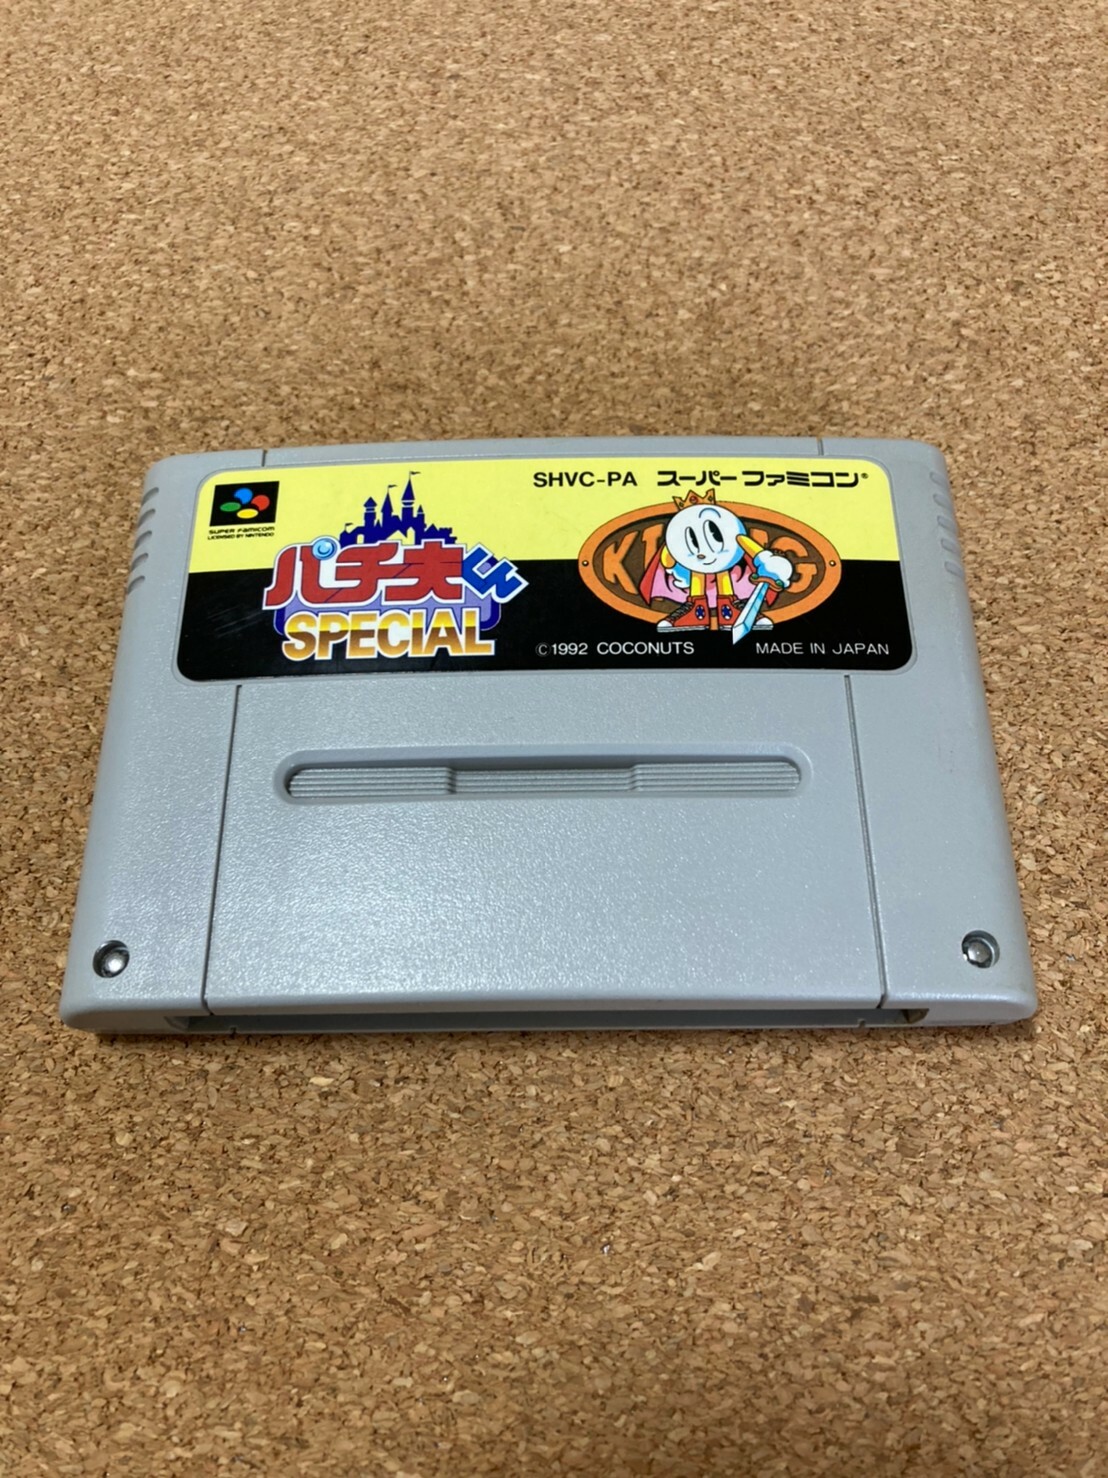 SHVC-PA スーパーファミコン®
SUPER FAMICOM
LICENSED BY NINTENDO
パチ夫くん
SPECIAL
KING
©1992 COCONUTS
MADE IN JAPAN